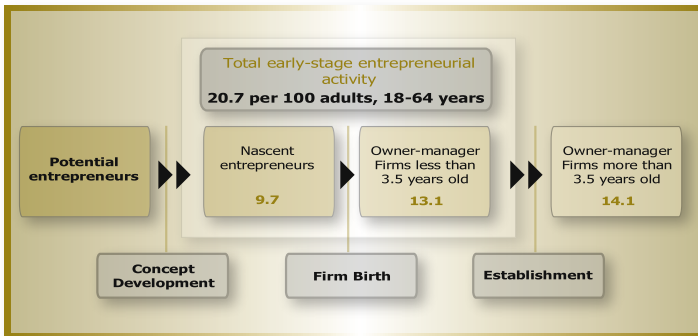 Total early-stage entrepreneurial
activity
20.7 per 100 adults, 18-64 years
Potential
entrepreneurs
Nascent
entrepreneurs
9.7
Owner-manager
Firms less than
3.5 years old
13.1
Owner-manager
Firms more than
3.5 years old
14.1
Concept
Development
Firm Birth
Establishment